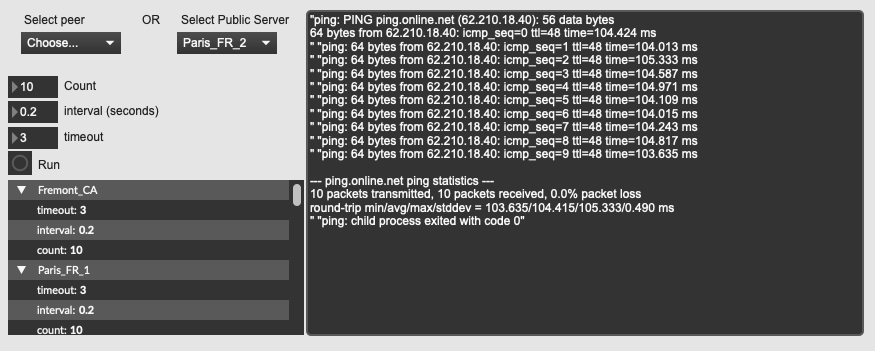 Select peer OR Select Public Server
Choose... Paris_FR_2
10 Count
0.2 interval (seconds)
3 timeout
Run
Fremont_CA
timeout: 3
interval: 0.2
count: 10
Paris_FR_1
timeout: 3
interval: 0.2
count: 10
"ping: PING ping.online.net (62.210.18.40): 56 data bytes
64 bytes from 62.210.18.40: icmp_seq=0 ttl=48 time=104.424 ms
" "ping: 64 bytes from 62.210.18.40: icmp_seq=1 ttl=48 time=104.013 ms
" "ping: 64 bytes from 62.210.18.40: icmp_seq=2 ttl=48 time=105.333 ms
" "ping: 64 bytes from 62.210.18.40: icmp_seq=3 ttl=48 time=104.587 ms
" "ping: 64 bytes from 62.210.18.40: icmp_seq=4 ttl=48 time=104.971 ms
" "ping: 64 bytes from 62.210.18.40: icmp_seq=5 ttl=48 time=104.109 ms
" "ping: 64 bytes from 62.210.18.40: icmp_seq=6 ttl=48 time=104.015 ms
" "ping: 64 bytes from 62.210.18.40: icmp_seq=7 ttl=48 time=104.243 ms
" "ping: 64 bytes from 62.210.18.40: icmp_seq=8 ttl=48 time=104.817 ms
" "ping: 64 bytes from 62.210.18.40: icmp_seq=9 ttl=48 time=103.635 ms
--- ping.online.net ping statistics ---
10 packets transmitted, 10 packets received, 0.0% packet loss
round-trip min/avg/max/stddev = 103.635/104.415/105.333/0.490 ms
" "ping: child process exited with code 0"